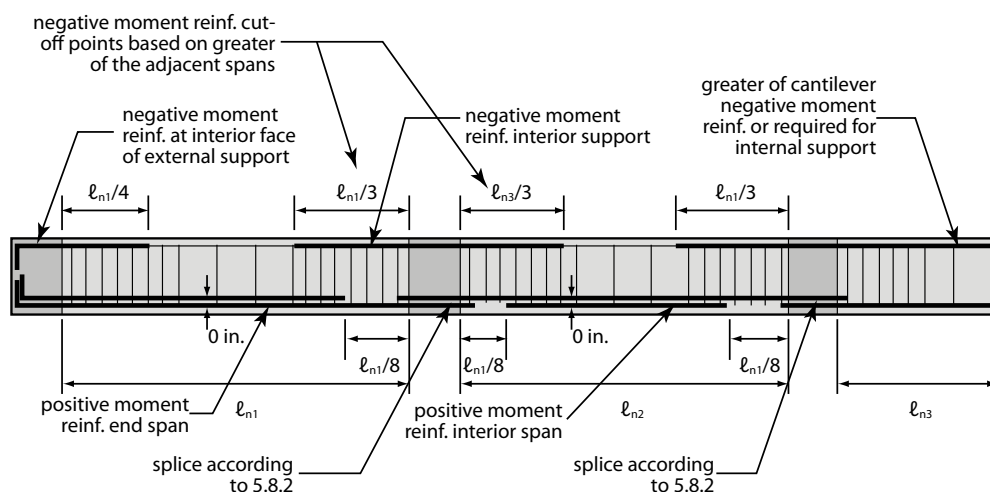 negative moment reinf. cut-
off points based on greater
of the adjacent spans
negative moment
reinf. at interior face
of external support
negative moment
reinf. interior support
greater of cantilever
negative moment
reinf. or required for
internal support
ℓn1/4
ℓn1/3
ℓn3/3
ℓn1/3
0 in.
0 in.
ℓn1/8
ℓn1/8
ℓn1/8
ℓn1
ℓn2
ℓn3
positive moment
reinf. end span
positive moment
reinf. interior span
splice according
to 5.8.2
splice according
to 5.8.2